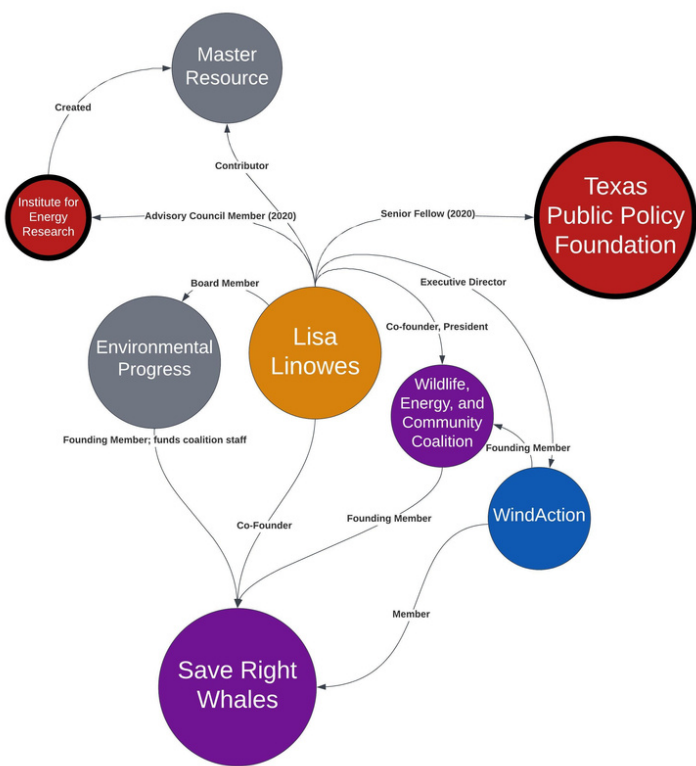 Master
Resource
Created
Contributor
Institute for
Energy
Research
Advisory Council Member (2020)
Senior Fellow (2020)
Texas
Public Policy
Foundation
Board Member
Executive Director
Lisa
Linowes
Co-founder, President
Environmental
Progress
Wildlife,
Energy, and
Community
Coalition
Founding Member; funds coalition staff
Founding Member
WindAction
Co-Founder
Founding Member
Member
Save Right
Whales